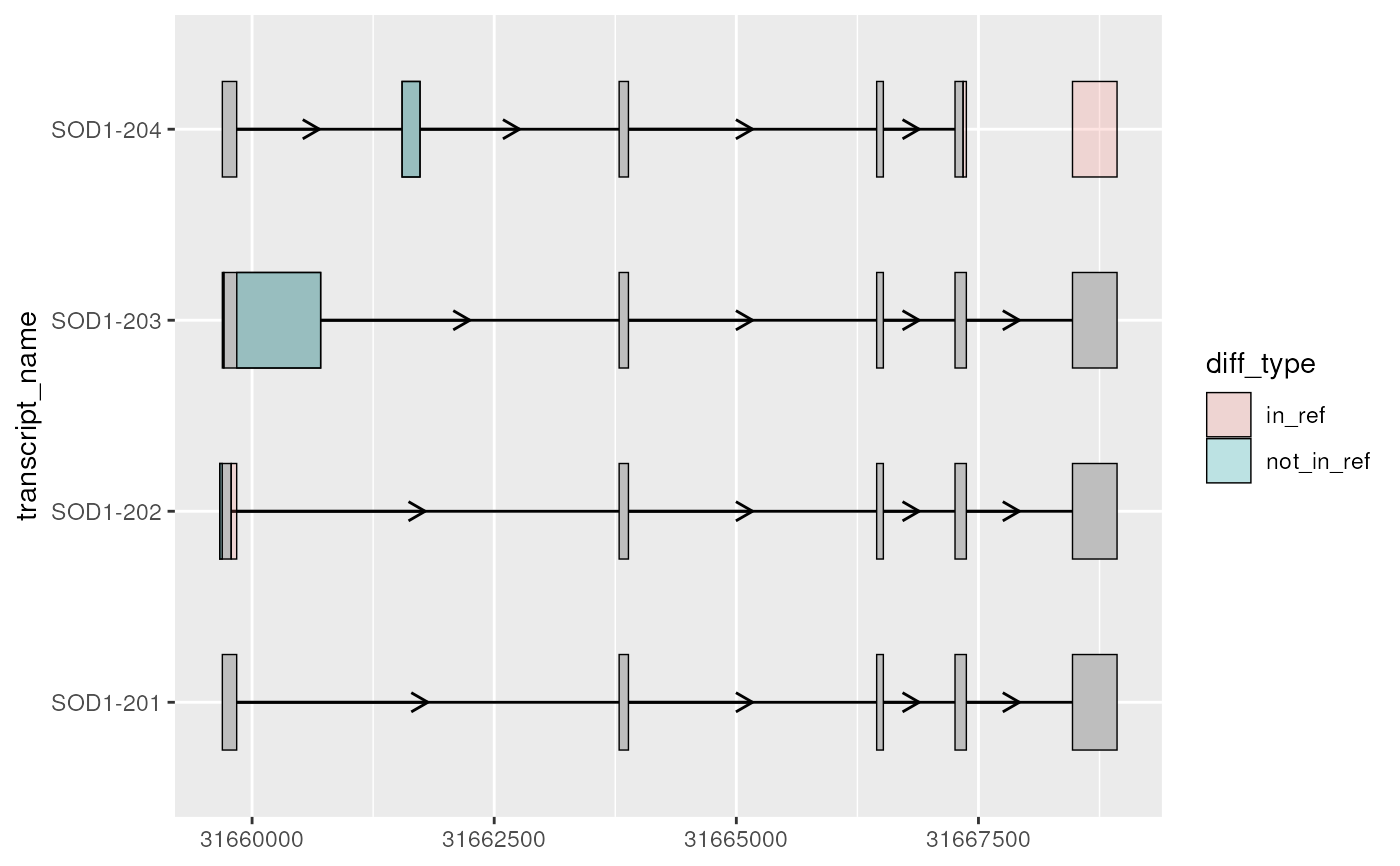 transcript_name
SOD1-204
SOD1-203
SOD1-202
SOD1-201
31660000 31662500 31665000 31667500
diff_type
in_ref
not_in_ref